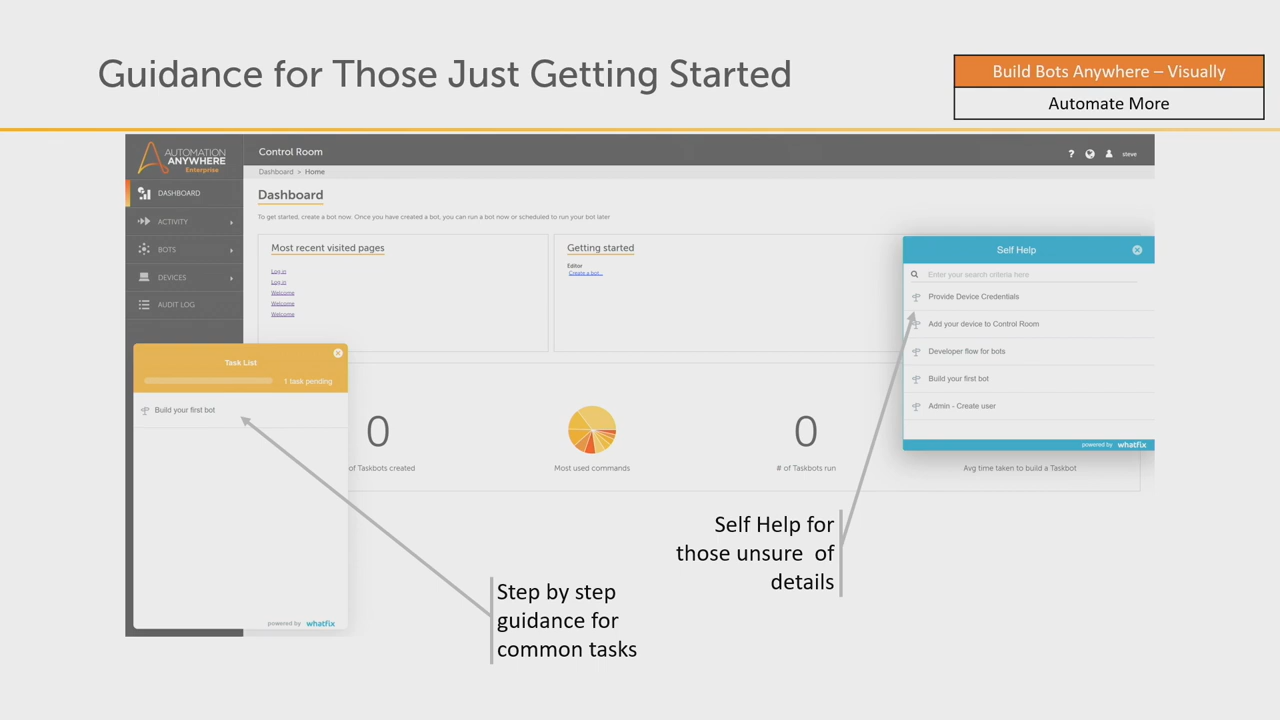 Guidance for Those Just Getting Started
Build Bots Anywhere – Visually
Automate More
AUTOMATION
ANYWHERE
Enterprise
Control Room
?
steve
Dashboard > Home
DASHBOARD
ACTIVITY
BOTS
DEVICES
AUDIT LOG
Dashboard
To get started, create a bot now. Once you have created a bot, you can run a bot now or scheduled to run your bot later
Most recent visited pages
Log in
Log in
Welcome
Welcome
Welcome
Getting started
Editor
Create a bot...
Self Help
Enter your search criteria here
Provide Device Credentials
Add your device to Control Room
Developer flow for bots
Build your first bot
Admin - Create user
powered by whatfix
Task List
1 task pending
Build your first bot
powered by whatfix
0
of Taskbots created
Most used commands
0
# of Taskbots run
Avg time taken to build a Taskbot
Self Help for
those unsure of
details
Step by step
guidance for
common tasks